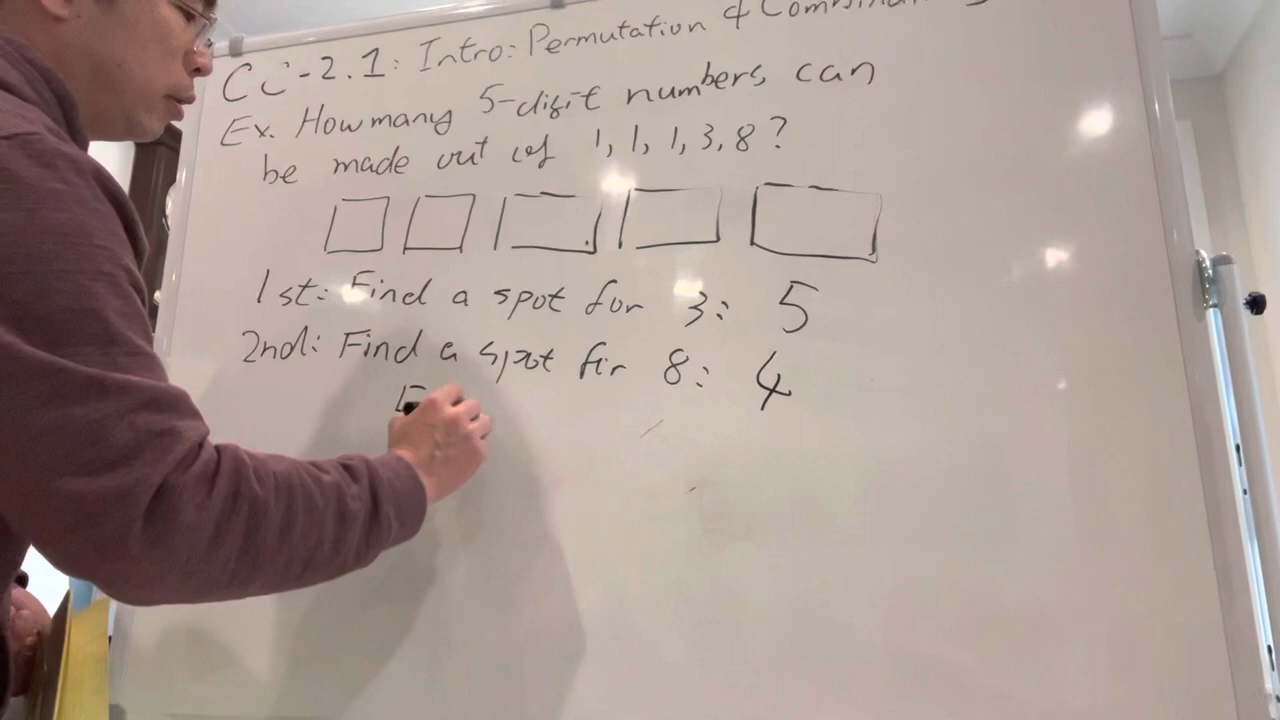 CC-2.1: Intro: Permutation & Combination
Ex. How many 5-digit numbers can
be made out of 1, 1, 1, 3, 8?
1st: Find a spot for 3: 5
2nd: Find a spot for 8: 4